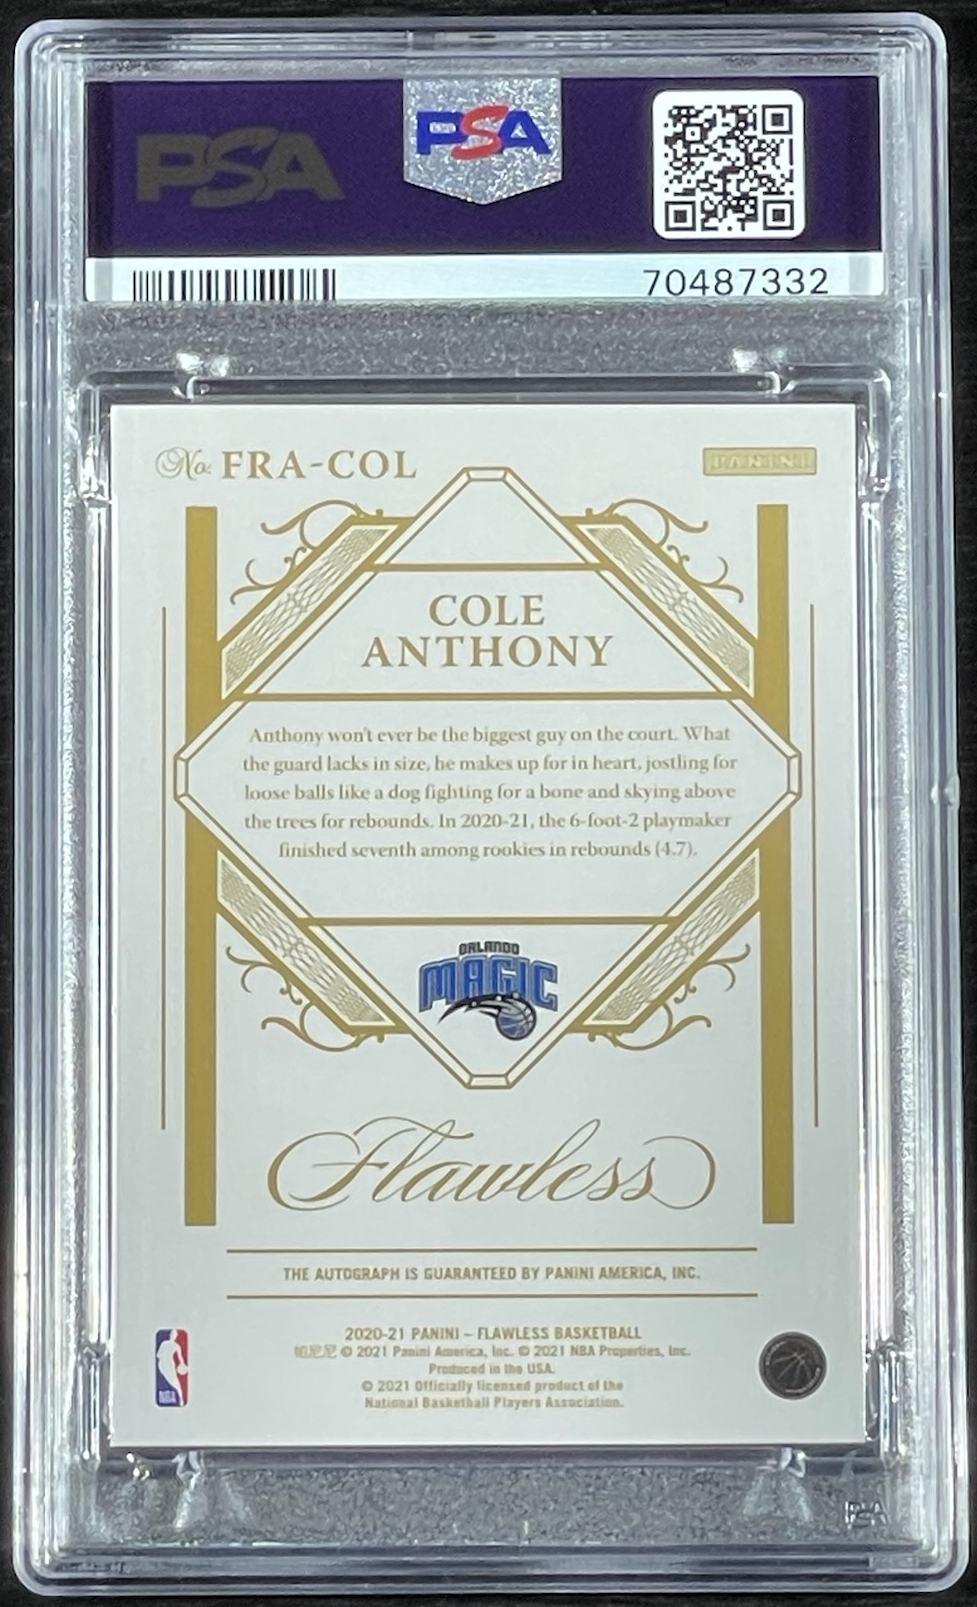 PSA
PSA
70487332
No. FRA-COL
PANINI
COLE
ANTHONY
Anthony won't ever be the biggest guy on the court. What
the guard lacks in size, he makes up for in heart, jostling for
loose balls like a dog fighting for a bone and skying above
the trees for rebounds. In 2020-21, the 6-foot-2 playmaker
finished seventh among rookies in rebounds (4.7).
ORLANDO
MAGIC
Flawless
THE AUTOGRAPH IS GUARANTEED BY PANINI AMERICA, INC.
2020-21 PANINI – FLAWLESS BASKETBALL
帕尼尼 © 2021 Panini America, Inc. © 2021 NBA Properties, Inc.
Produced in the USA.
© 2021 Officially licensed product of the
National Basketball Players Association.
NBA
PSA